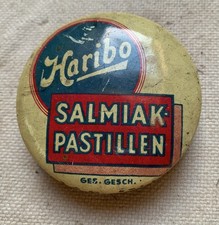 Haribo
SALMIAK
PASTILLEN
GES. GESCH.